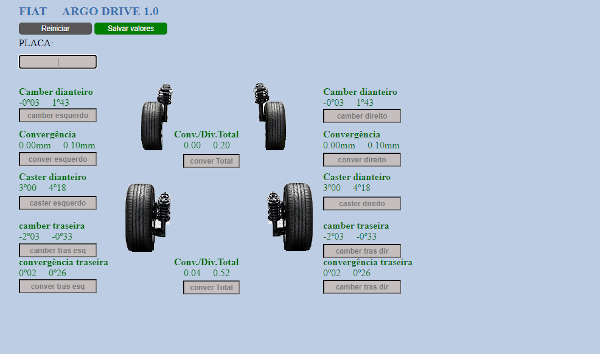 FIAT ARGO DRIVE 1.0
Reiniciar Salvar valores
PLACA:
Camber dianteiro
-0°03 1°43
camber esquerdo
Convergência
0.00mm 0.10mm
conver esquerdo
Caster dianteiro
3°00 4°18
caster esquerdo
camber traseira
-2°03 -0°33
camber tras esq
convergência traseira
0°02 0°26
conver tras esq
Conv./Div.Total
0.00 0.20
conver Total
Conv./Div.Total
0.04 0.52
conver Total
Camber dianteiro
-0°03 1°43
camber direito
Convergência
0.00mm 0.10mm
conver direito
Caster dianteiro
3°00 4°18
caster direito
camber traseira
-2°03 -0°33
camber tras dir
convergência traseira
0°02 0°26
camber tras dir